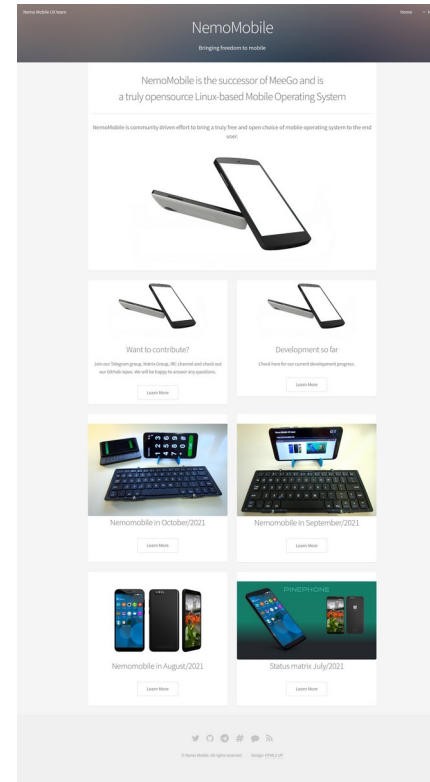 Nemo Mobile UX team
Home
NemoMobile
Bringing freedom to mobile
NemoMobile is the successor of MeeGo and is
a truly opensource Linux-based Mobile Operating System
NemoMobile is community driven effort to bring a truly free and open choice of mobile operating system to the end
user.
Want to contribute?
Join our Telegram group, Matrix Group, IRC channel and check out
our GitHub repos. We will be happy to answer any questions.
Learn More
Development so far
Check here for our current development progress.
Learn More
Nemomobile in October/2021
Learn More
Nemomobile in September/2021
Learn More
Nemomobile in August/2021
Learn More
PINEPHONE
Status matrix July/2021
Learn More
© Nemo Mobile. All rights reserved.
Design: HTML5 UP